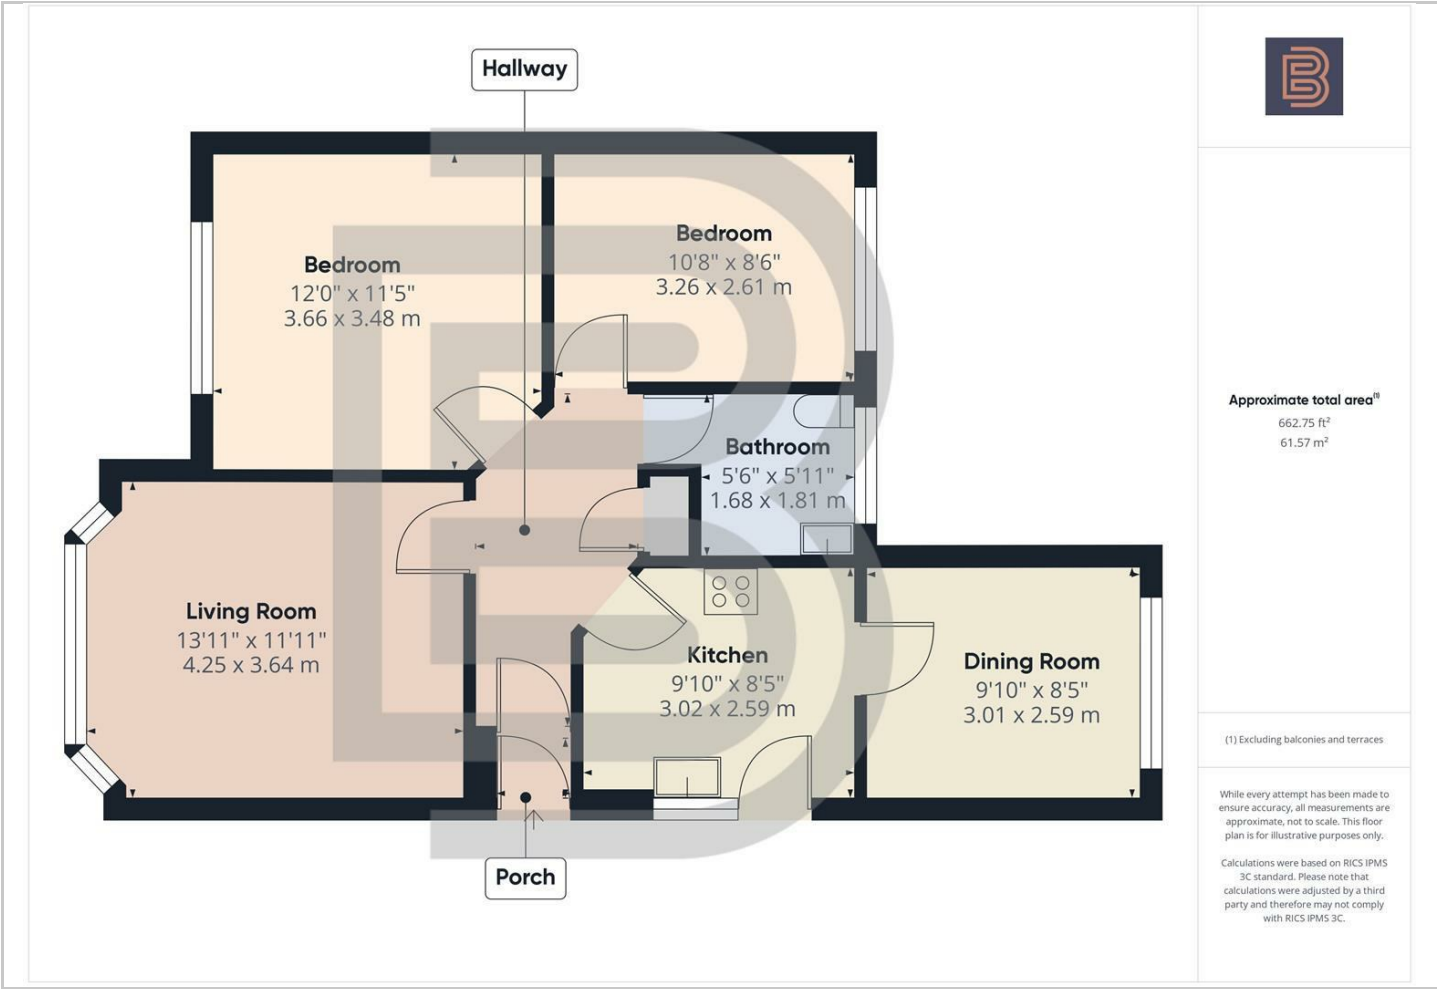 Hallway
Bedroom
12'0" x 11'5"
3.66 x 3.48 m
Bedroom
10'8" x 8'6"
3.26 x 2.61 m
Bathroom
5'6" x 5'11"
1.68 x 1.81 m
Living Room
13'11" x 11'11"
4.25 x 3.64 m
Kitchen
9'10" x 8'5"
3.02 x 2.59 m
Dining Room
9'10" x 8'5"
3.01 x 2.59 m
Porch
Approximate total area⁽¹⁾
662.75 ft²
61.57 m²
(1) Excluding balconies and terraces
While every attempt has been made to
ensure accuracy, all measurements are
approximate, not to scale. This floor
plan is for illustrative purposes only.
Calculations were based on RICS IPMS
3C standard. Please note that
calculations were adjusted by a third
party and therefore may not comply
with RICS IPMS 3C.